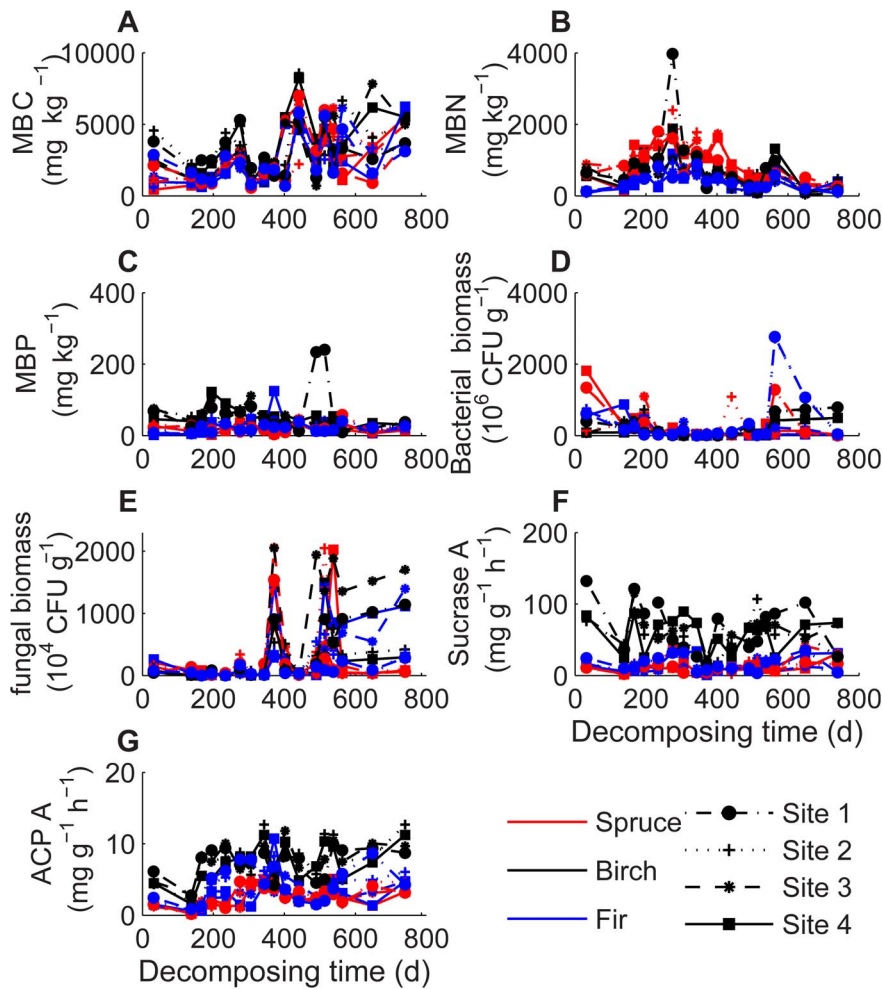 A
B
10000
5000
0
MBC
(mg kg⁻¹)
0 200 400 600 800
4000
2000
0
MBN
(mg kg⁻¹)
0 200 400 600 800
C
D
400
200
0
MBP
(mg kg⁻¹)
0 200 400 600 800
4000
2000
0
Bacterial biomass
(10⁶ CFU g⁻¹)
0 200 400 600 800
E
F
2000
1000
0
fungal biomass
(10⁴ CFU g⁻¹)
0 200 400 600 800
200
100
0
Sucrase A
(mg g⁻¹ h⁻¹)
0 200 400 600 800
Decomposing time (d)
G
20
10
0
ACP A
(mg g⁻¹ h⁻¹)
0 200 400 600 800
Decomposing time (d)
Spruce
Birch
Fir
Site 1
Site 2
Site 3
Site 4